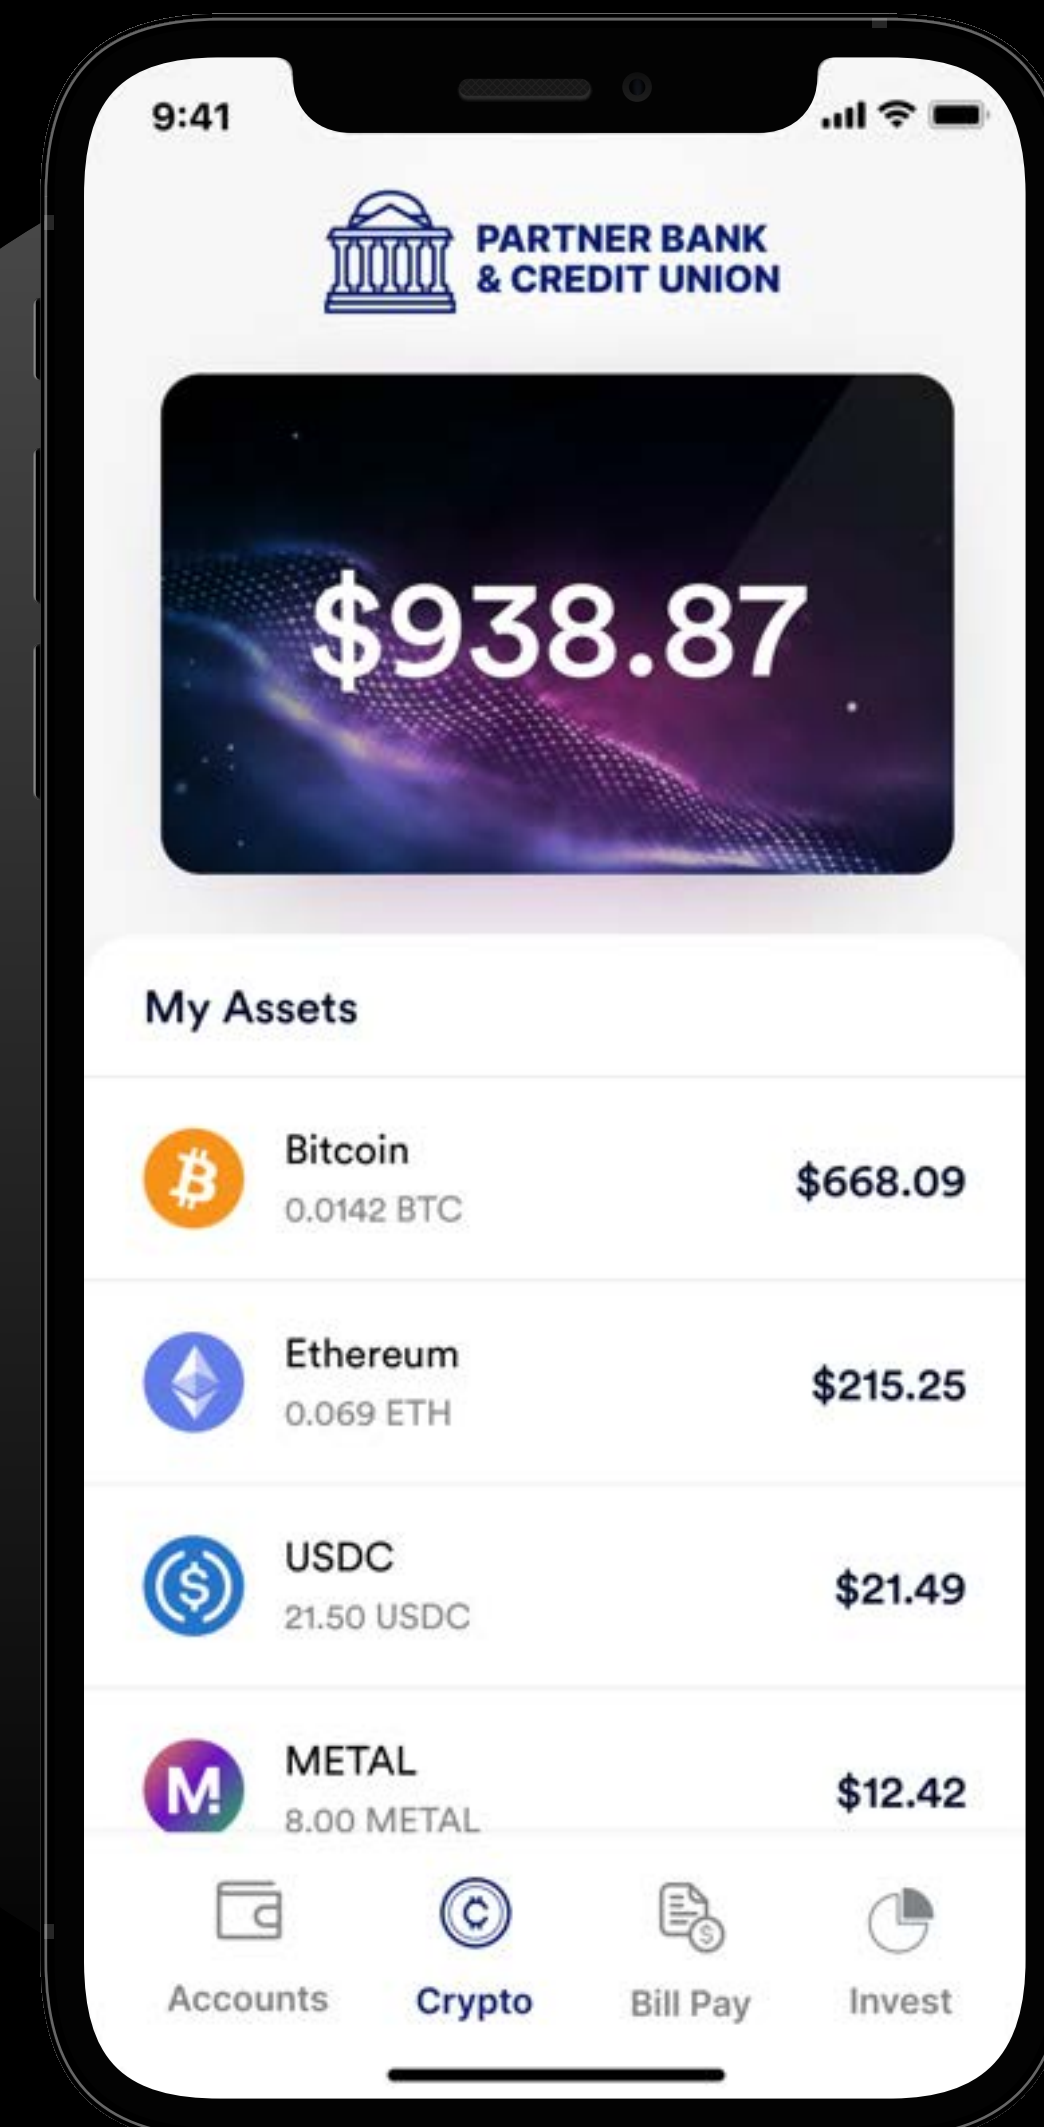 9:41
PARTNER BANK
& CREDIT UNION
$938.87
My Assets
Bitcoin
0.0142 BTC
$668.09
Ethereum
0.069 ETH
$215.25
USDC
21.50 USDC
$21.49
METAL
8.00 METAL
$12.42
Accounts
Crypto
Bill Pay
Invest